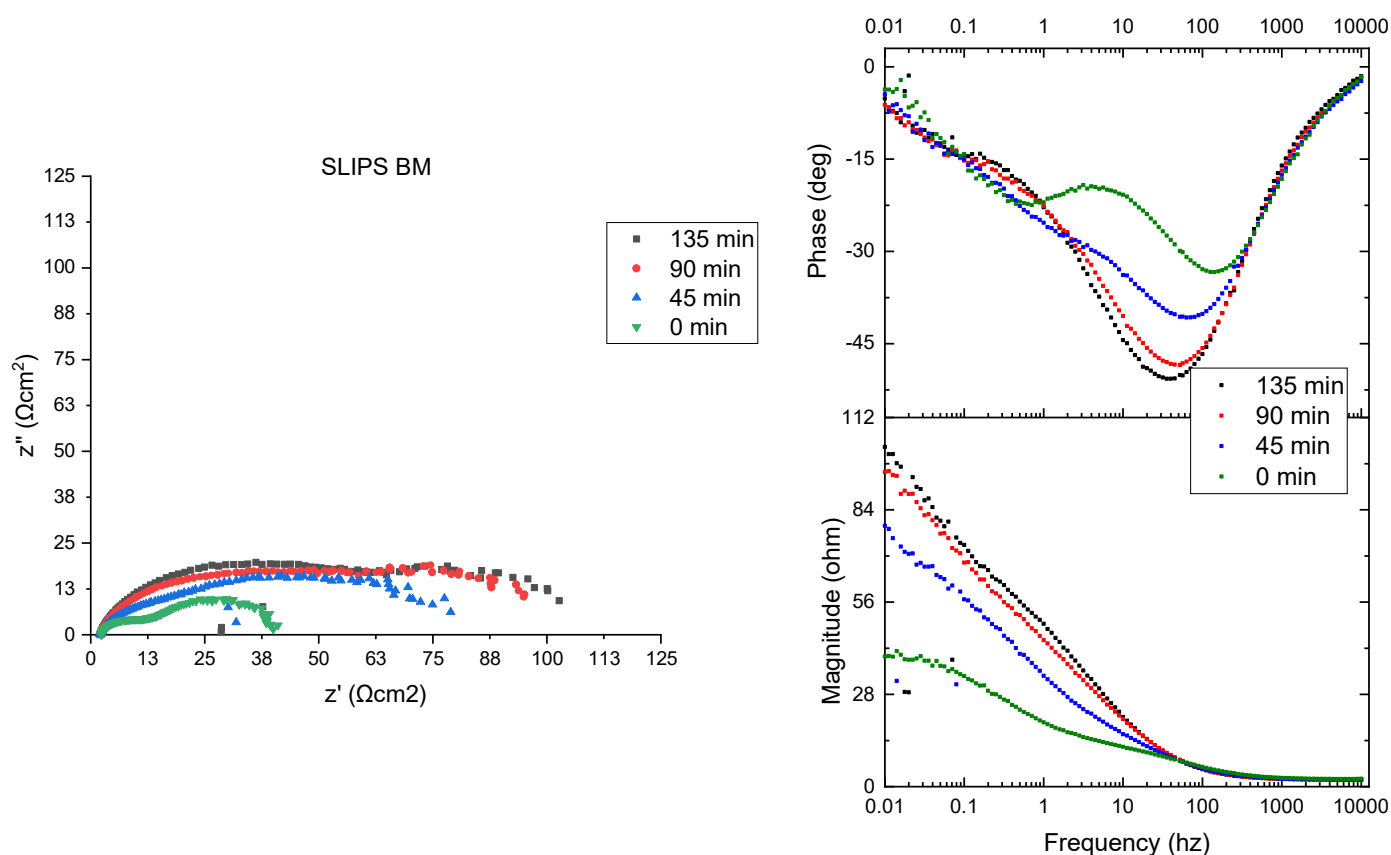 SLIPS BM
125
113
100
88
75
63
50
38
25
13
0
z" (Ωcm²)
0 13 25 38 50 63 75 88 100 113 125
z' (Ωcm2)
135 min
90 min
45 min
0 min
0.01 0.1 1 10 100 1000 10000
0
-15
-30
-45
Phase (deg)
135 min
90 min
45 min
0 min
112
84
56
28
0
Magnitude (ohm)
0.01 0.1 1 10 100 1000 10000
Frequency (hz)